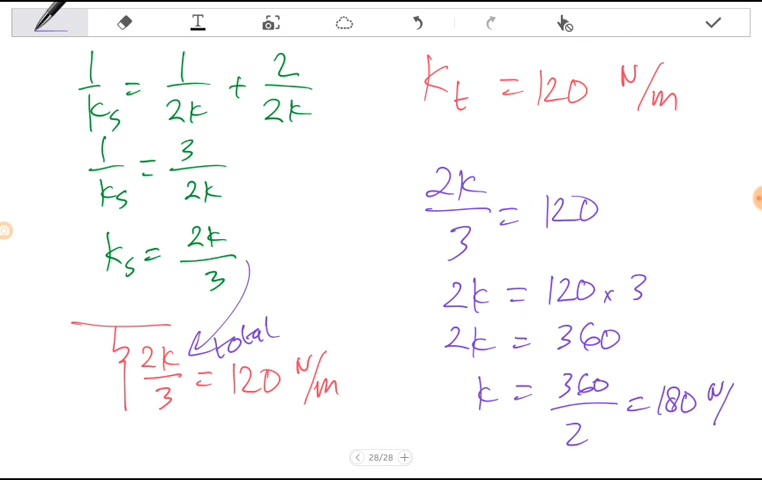 T
1/ks = 1/2k + 2/2k
1/ks = 3/2k
ks = 2k/3
total
2k/3 = 120 N/m
kt = 120 N/m
2k/3 = 120
2k = 120 × 3
2k = 360
k = 360/2 = 180 N/
28/28